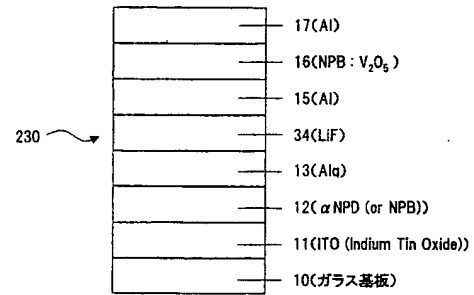 17(Al)
16(NPB : V₂O₅ )
15(Al)
230
34(LiF)
13(Alq)
12(αNPD (or NPB))
11(ITO (Indium Tin Oxide))
10(ガラス基板)